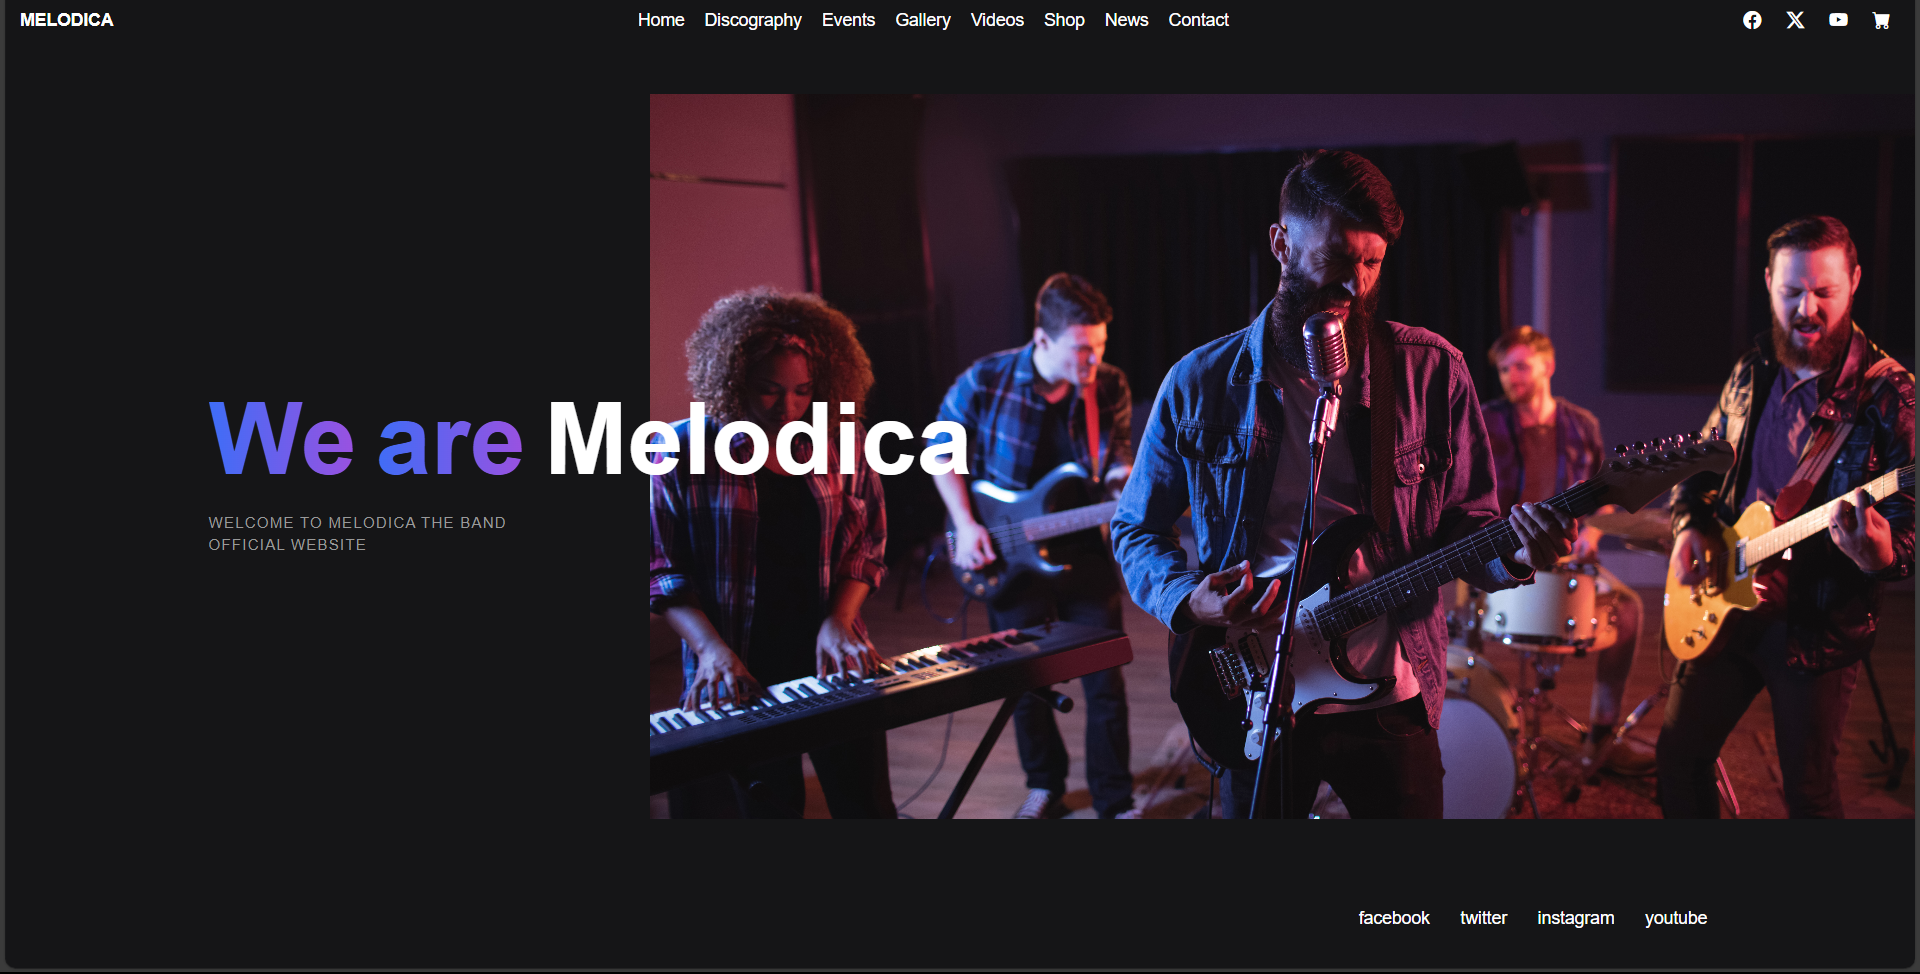 MELODICA
Home Discography Events Gallery Videos Shop News Contact
We are Melodica
WELCOME TO MELODICA THE BAND
OFFICIAL WEBSITE
facebook twitter instagram youtube